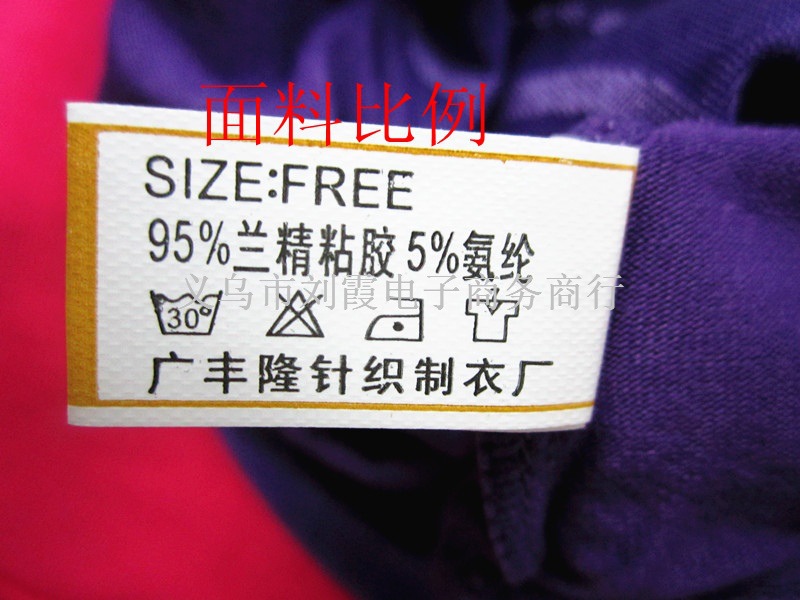 面料比例
SIZE:FREE
95%兰精粘胶 5%氨纶
义乌市刘霞电子商务商行
30°
广丰隆针织制衣厂